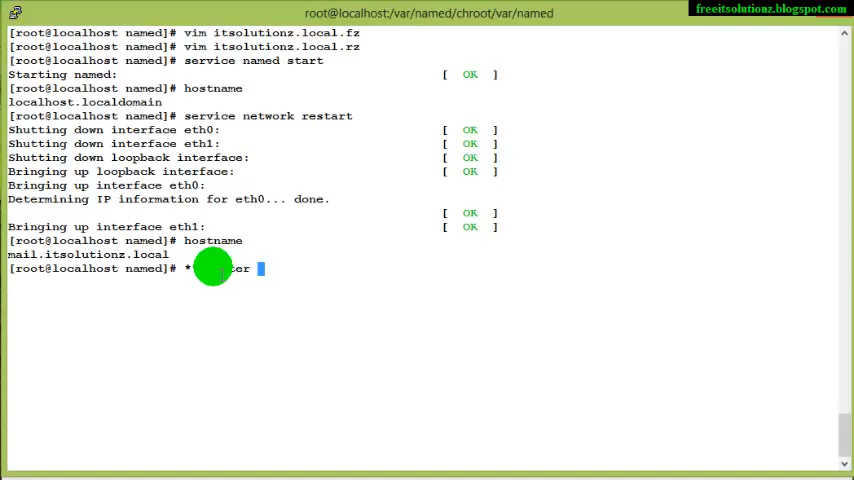 root@localhost:/var/named/chroot/var/named
freeitsolutionz.blogspot.com
[root@localhost named]# vim itsolutionz.local.fz
[root@localhost named]# vim itsolutionz.local.rz
[root@localhost named]# service named start
Starting named: [ OK ]
[root@localhost named]# hostname
localhost.localdomain
[root@localhost named]# service network restart
Shutting down interface eth0: [ OK ]
Shutting down interface eth1: [ OK ]
Shutting down loopback interface: [ OK ]
Bringing up loopback interface: [ OK ]
Bringing up interface eth0:
Determining IP information for eth0... done.
[ OK ]
Bringing up interface eth1: [ OK ]
[root@localhost named]# hostname
mail.itsolutionz.local
[root@localhost named]# *